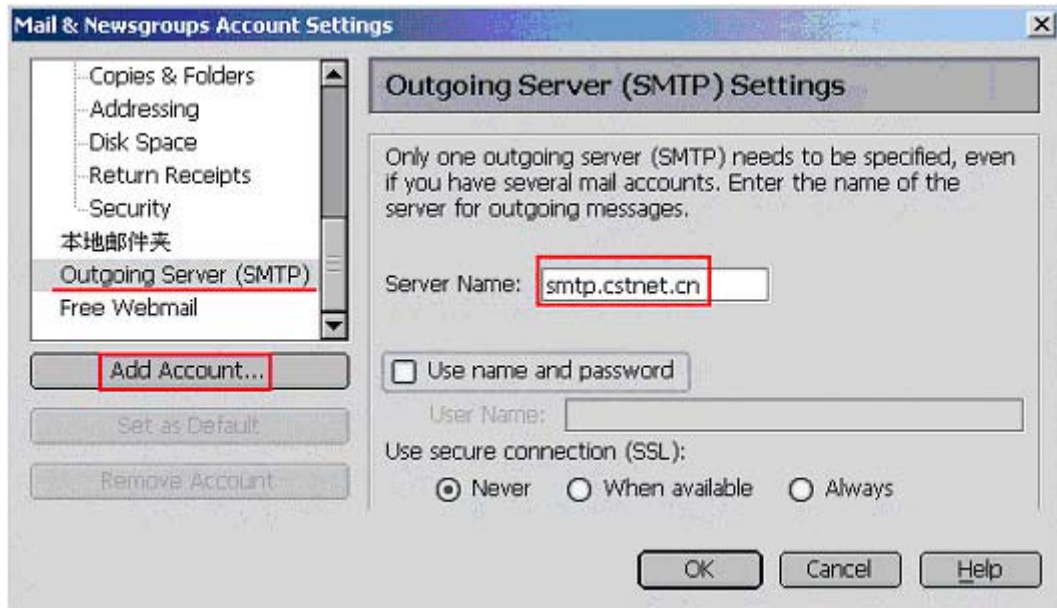 Mail & Newsgroups Account Settings
Copies & Folders
Addressing
Disk Space
Return Receipts
Security
本地邮件夹
Outgoing Server (SMTP)
Free Webmail
Add Account...
Set as Default
Remove Account
Outgoing Server (SMTP) Settings
Only one outgoing server (SMTP) needs to be specified, even
if you have several mail accounts. Enter the name of the
server for outgoing messages.
Server Name: smtp.cstnet.cn
Use name and password
User Name:
Use secure connection (SSL):
Never When available Always
OK Cancel Help